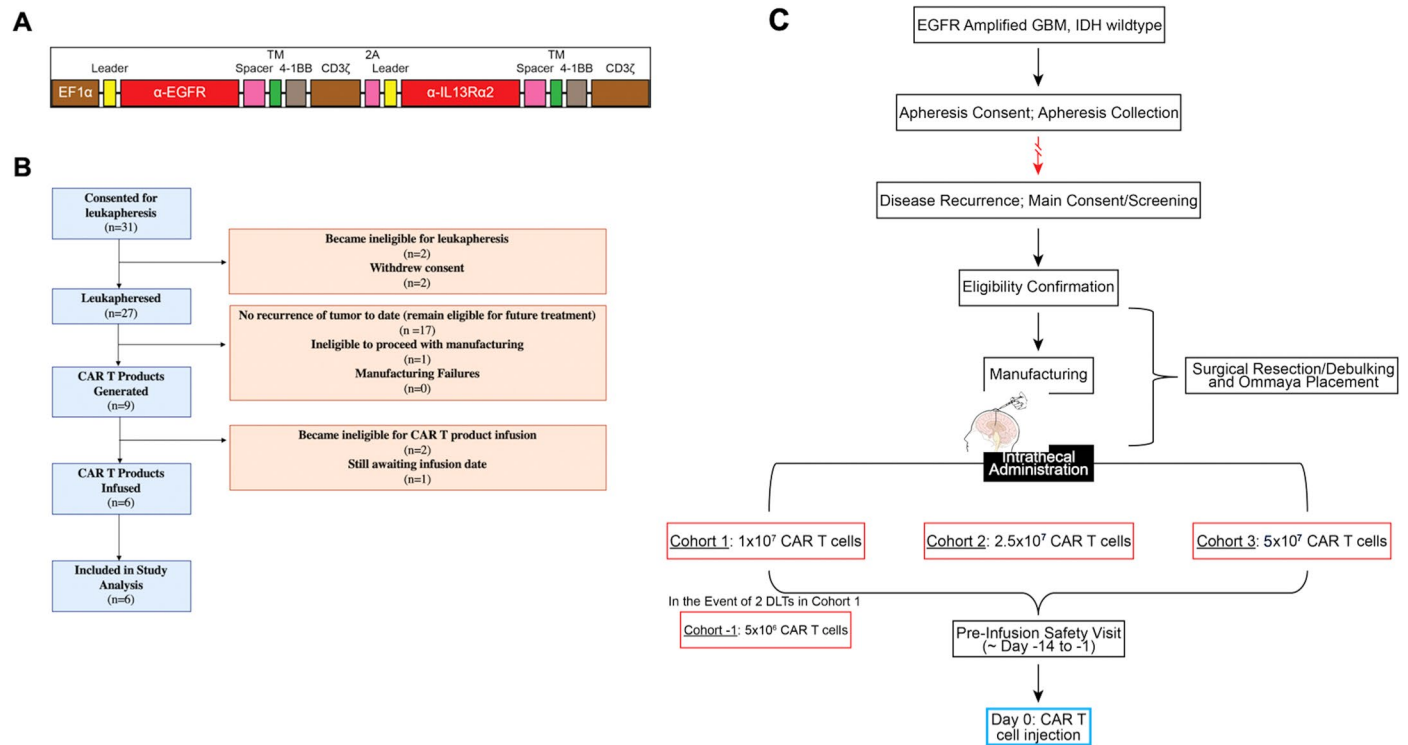 A
TM
2A
TM
Leader
Spacer
4-1BB
CD3ζ
Leader
Spacer
4-1BB
CD3ζ
EF1α
α-EGFR
α-IL13Rα2
B
Consented for
leukapheresis
(n=31)
Became ineligible for leukapheresis
(n=2)
Withdrew consent
(n=2)
Leukapheresed
(n=27)
No recurrence of tumor to date (remain eligible for future treatment)
(n =17)
Ineligible to proceed with manufacturing
(n=1)
Manufacturing Failures
(n=0)
CAR T Products
Generated
(n=9)
Became ineligible for CAR T product infusion
(n=2)
Still awaiting infusion date
(n=1)
CAR T Products
Infused
(n=6)
Included in Study
Analysis
(n=6)
C
EGFR Amplified GBM, IDH wildtype
Apheresis Consent; Apheresis Collection
Disease Recurrence; Main Consent/Screening
Eligibility Confirmation
Manufacturing
Surgical Resection/Debulking
and Ommaya Placement
Intrathecal
Administration
Cohort 1: 1x10⁷ CAR T cells
Cohort 2: 2.5x10⁷ CAR T cells
Cohort 3: 5x10⁷ CAR T cells
In the Event of 2 DLTs in Cohort 1
Cohort -1: 5x10⁶ CAR T cells
Pre-Infusion Safety Visit
(~ Day -14 to -1)
Day 0: CAR T
cell injection